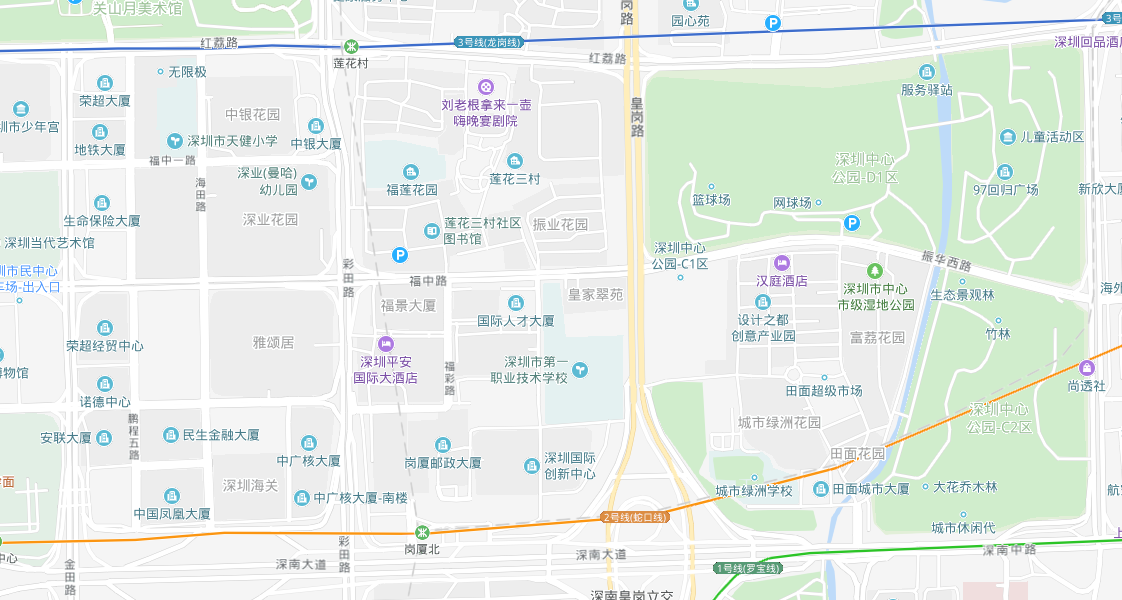 关山月美术馆
园心苑
岗路
3号
红荔路
3号线(龙岗线)
深圳回品酒店
莲花村
红荔路
无限极
刘老根拿来一壶
嗨晚宴剧院
服务驿站
荣超大厦
中银花园
皇岗路
圳市少年宫
深圳市天健小学
中银大厦
地铁大厦
儿童活动区
福中一路
深圳中心
公园-D1区
深业(曼哈)
幼儿园
莲花三村
福莲花园
97回归广场
新欣大厦
海田路
篮球场
网球场
生命保险大厦
深业花园
莲花三村社区
图书馆
振业花园
深圳当代艺术馆
深圳中心
公园-C1区
振华西路
圳市民中心
车场-出入口
彩田路
福中路
汉庭酒店
深圳市中心
市级湿地公园
生态景观林
海外
皇家翠苑
福景大厦
国际人才大厦
设计之都
创意产业园
荣超经贸中心
雅颂居
富荔花园
竹林
博物馆
深圳平安
国际大酒店
福彩路
深圳市第一
职业技术学校
尚透社
诺德中心
田面超级市场
深圳中心
公园-C2区
鹏程五路
城市绿洲花园
安联大厦
民生金融大厦
中广核大厦
岗厦邮政大厦
深圳国际
创新中心
田面花园
深圳海关
中广核大厦-南楼
城市绿洲学校
田面城市大厦
大花乔木林
航
中国凤凰大厦
2号线(蛇口线)
城市休闲代
中心
岗厦北
彩田路
深南大道
深南大道
深南中路
上
金田路
1号线(罗宝线)
深南皇岗立交